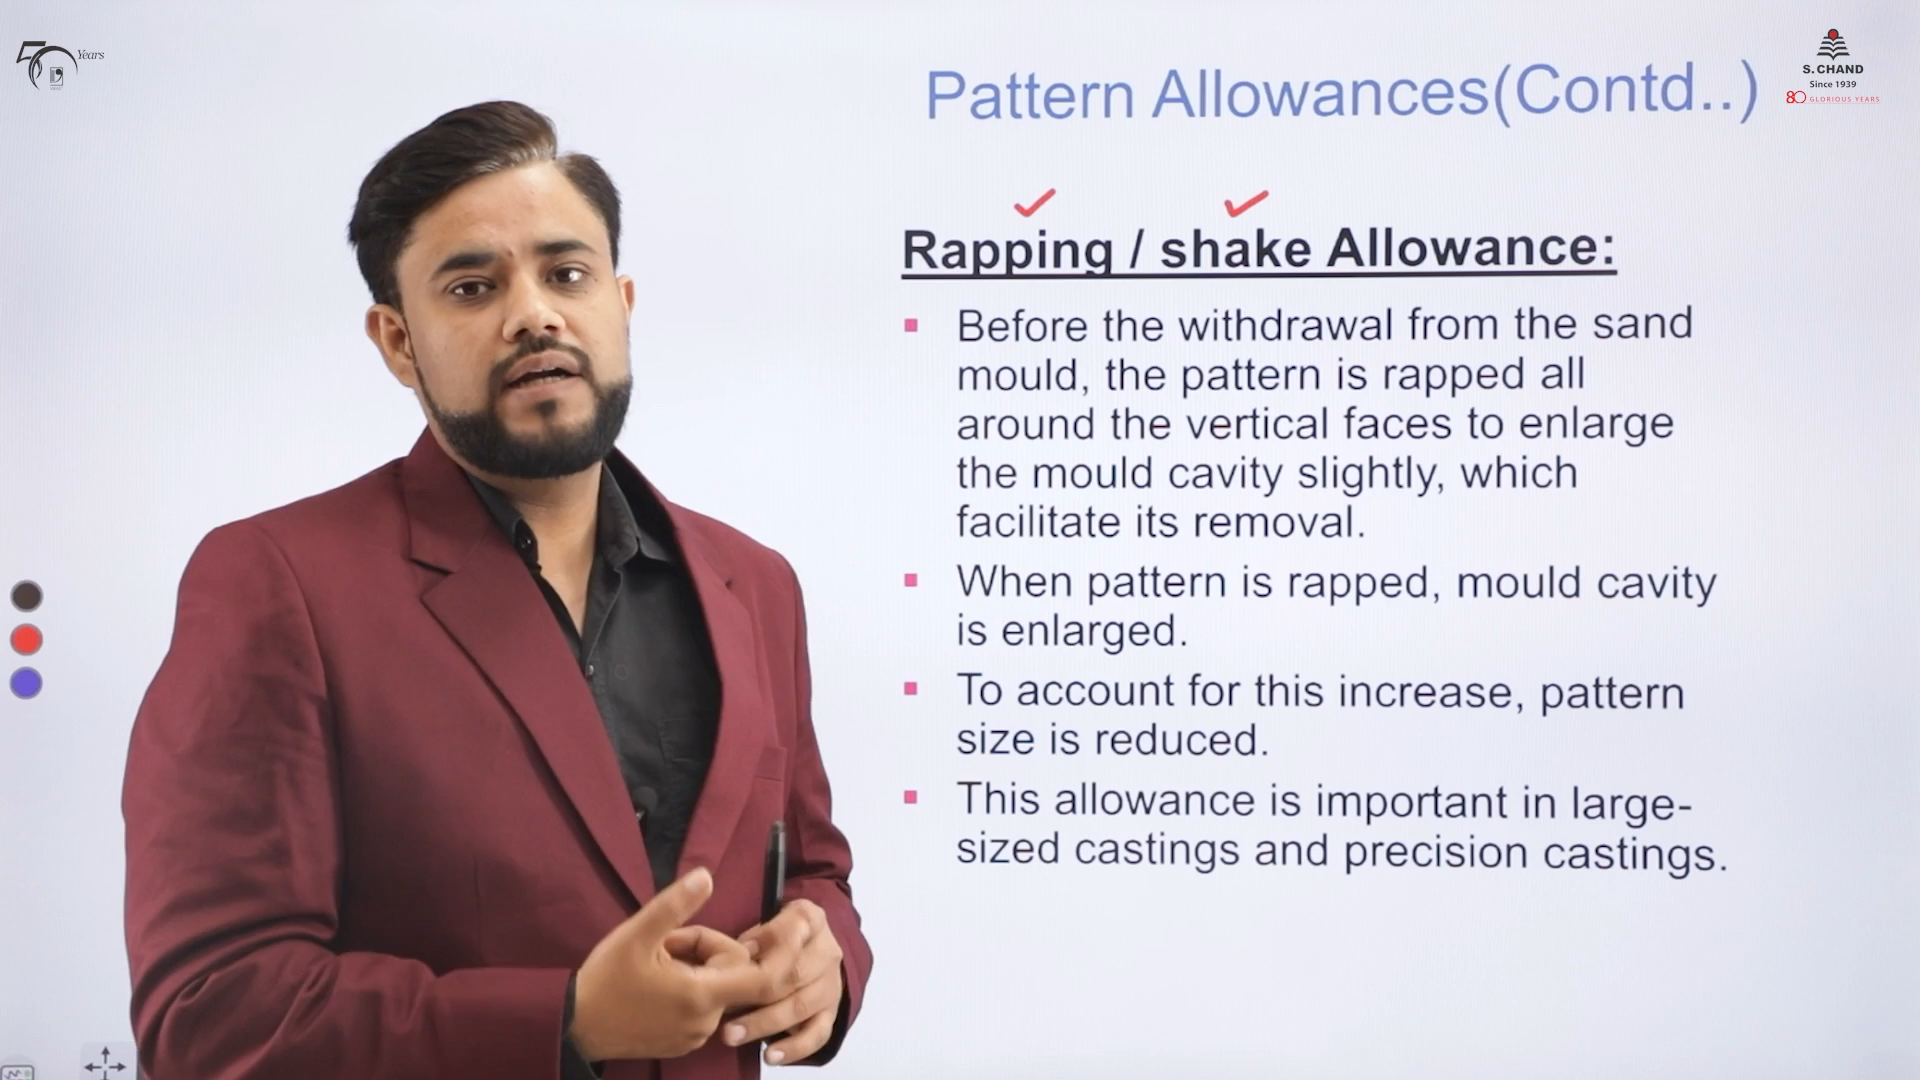 50 Years
S.CHAND
Since 1939
80 GLORIOUS YEARS
Pattern Allowances(Contd..)
Rapping / shake Allowance:
Before the withdrawal from the sand
mould, the pattern is rapped all
around the vertical faces to enlarge
the mould cavity slightly, which
facilitate its removal.
When pattern is rapped, mould cavity
is enlarged.
To account for this increase, pattern
size is reduced.
This allowance is important in large-
sized castings and precision castings.